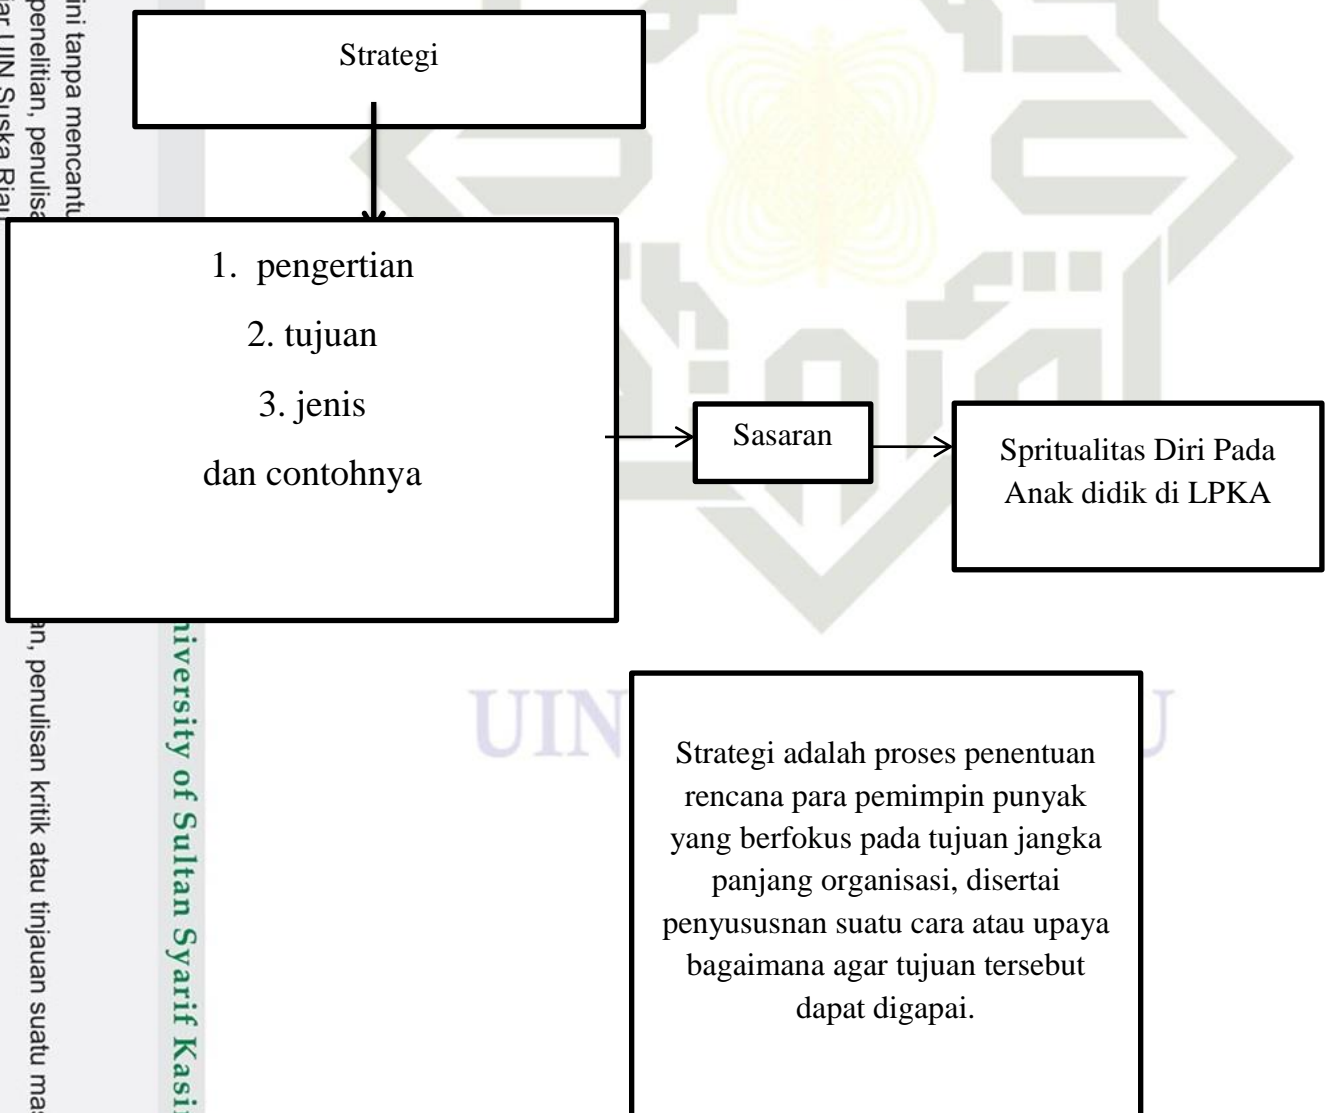 Strategi
1. pengertian
2. tujuan
3. jenis
dan contohnya
Sasaran
Spritualitas Diri Pada
Anak didik di LPKA
Strategi adalah proses penentuan
rencana para pemimpin punyak
yang berfokus pada tujuan jangka
panjang organisasi, disertai
penyususnan suatu cara atau upaya
bagaimana agar tujuan tersebut
dapat digapai.
UIN
U
ini tanpa mencantu
penelitian, penulisa
jar UIN Suska Riau
an, penulisan kritik atau tinjauan suatu mas
niversity of Sultan Syarif Kasi